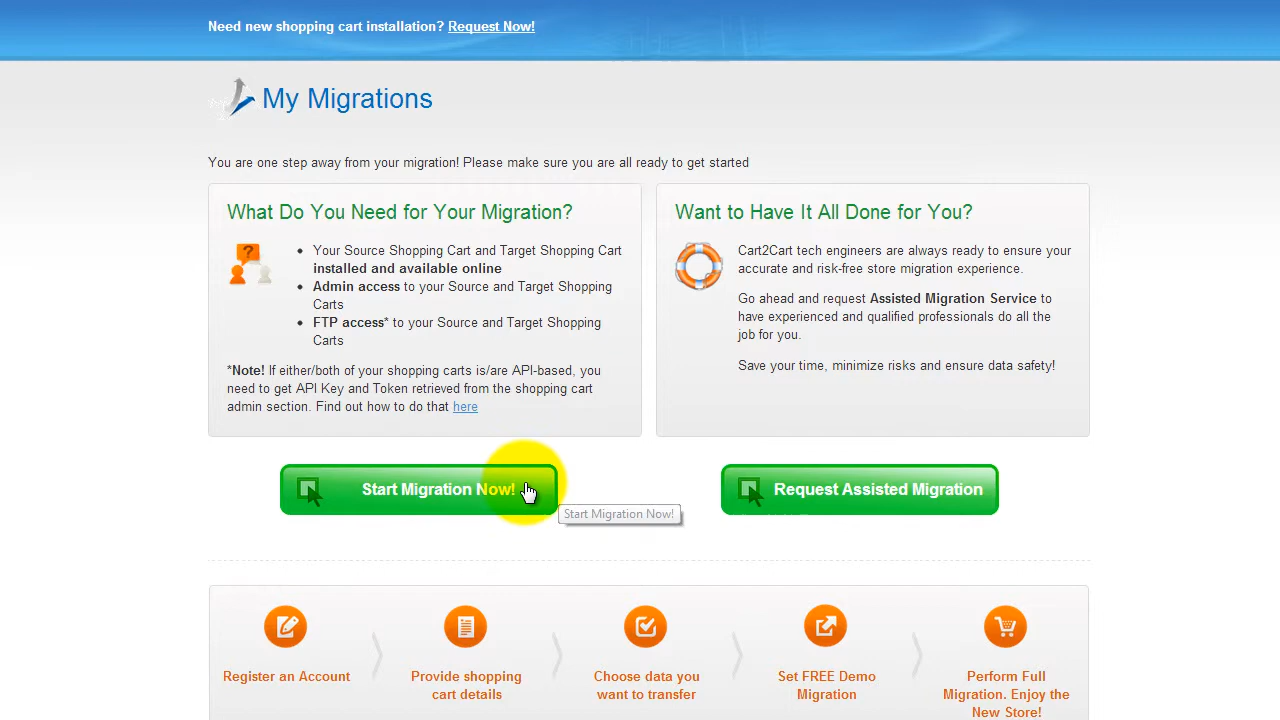 Need new shopping cart installation? Request Now!
My Migrations
You are one step away from your migration! Please make sure you are all ready to get started
What Do You Need for Your Migration?
• Your Source Shopping Cart and Target Shopping Cart
installed and available online
• Admin access to your Source and Target Shopping
Carts
• FTP access* to your Source and Target Shopping
Carts
*Note! If either/both of your shopping carts is/are API-based, you
need to get API Key and Token retrieved from the shopping cart
admin section. Find out how to do that here
Want to Have It All Done for You?
Cart2Cart tech engineers are always ready to ensure your
accurate and risk-free store migration experience.
Go ahead and request Assisted Migration Service to
have experienced and qualified professionals do all the
job for you.
Save your time, minimize risks and ensure data safety!
Start Migration Now!
Start Migration Now!
Request Assisted Migration
Register an Account
Provide shopping
cart details
Choose data you
want to transfer
Set FREE Demo
Migration
Perform Full
Migration. Enjoy the
New Store!